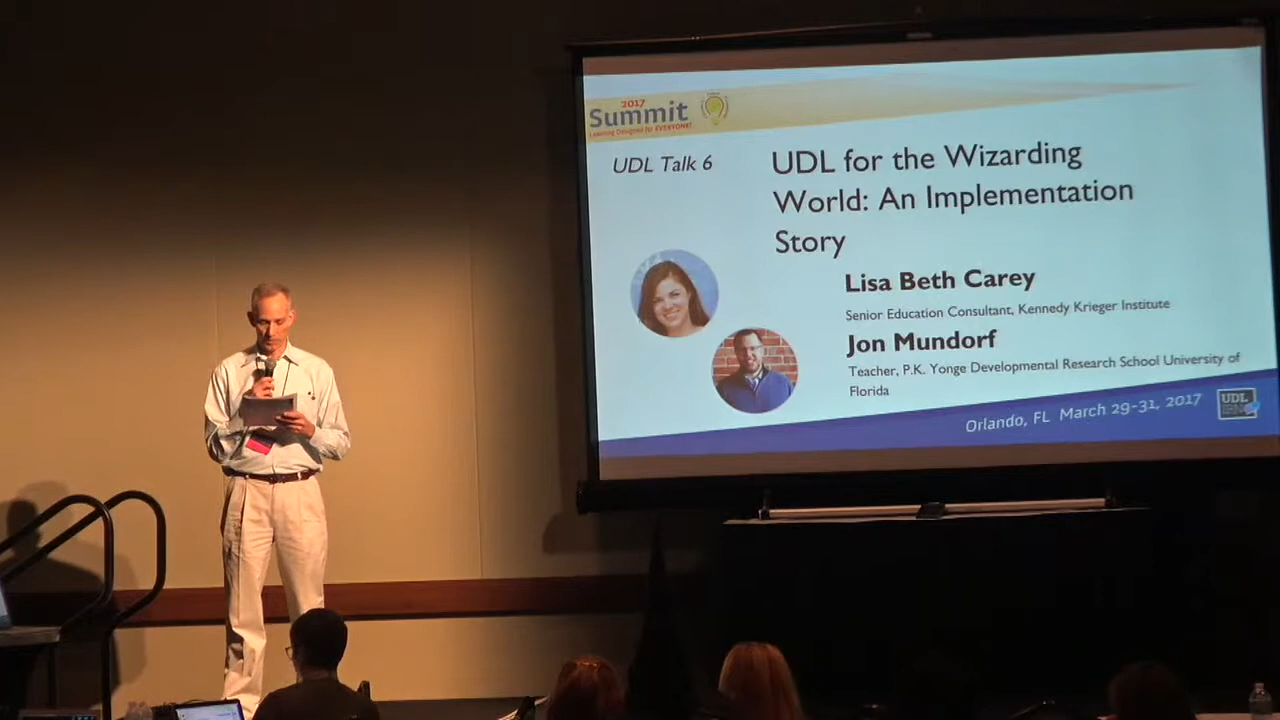 2017
Summit
Learning Designed for EVERYONE!
UDL Talk 6
UDL for the Wizarding
World: An Implementation
Story
Lisa Beth Carey
Senior Education Consultant, Kennedy Krieger Institute
Jon Mundorf
Teacher, P.K. Yonge Developmental Research School University of
Florida
Orlando, FL March 29-31, 2017
UDL
IRN